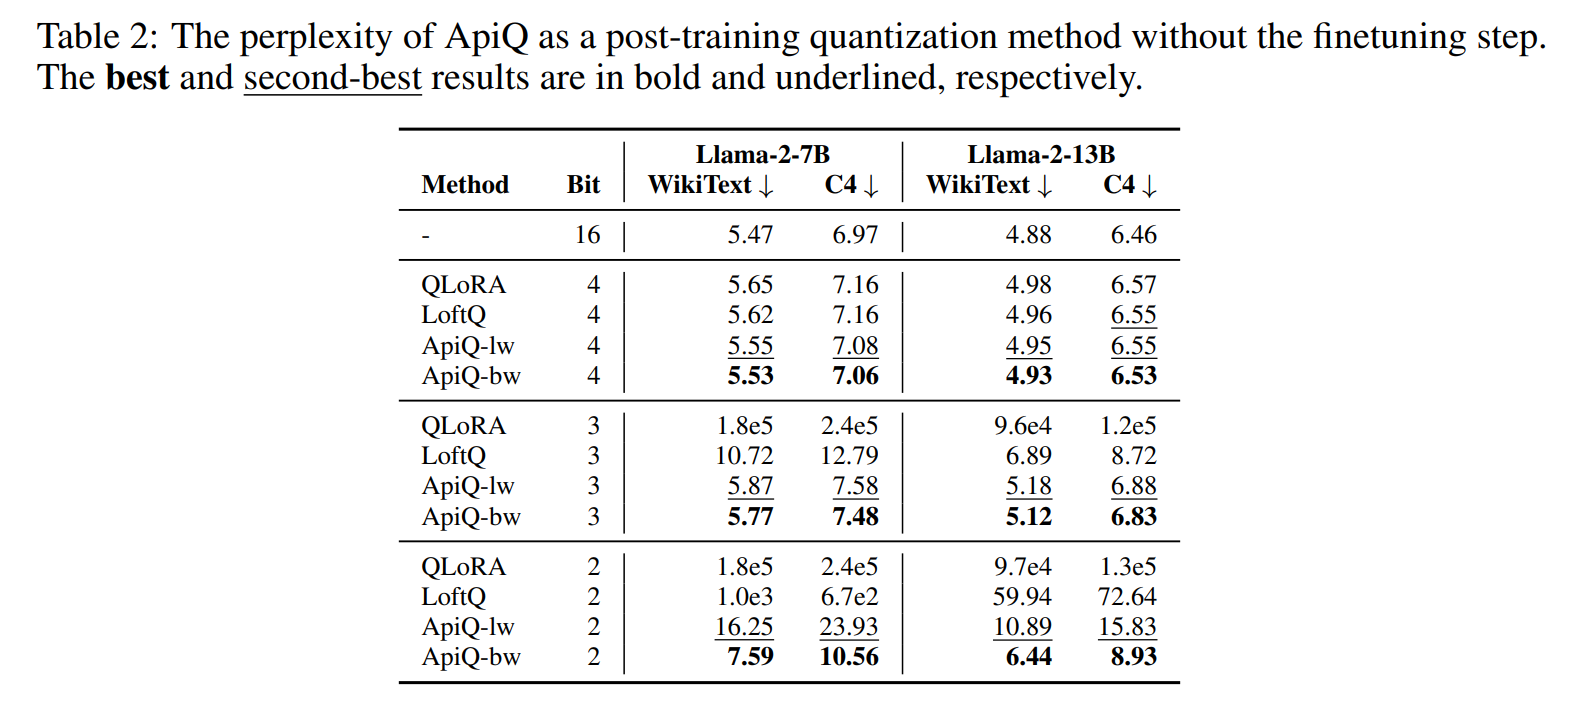 Table 2: The perplexity of ApiQ as a post-training quantization method without the finetuning step.
The best and second-best results are in bold and underlined, respectively.
Llama-2-7B Llama-2-13B
Method Bit WikiText ↓ C4 ↓ WikiText ↓ C4 ↓
- 16 5.47 6.97 4.88 6.46
QLoRA 4 5.65 7.16 4.98 6.57
LoftQ 4 5.62 7.16 4.96 6.55
ApiQ-lw 4 5.55 7.08 4.95 6.55
ApiQ-bw 4 5.53 7.06 4.93 6.53
QLoRA 3 1.8e5 2.4e5 9.6e4 1.2e5
LoftQ 3 10.72 12.79 6.89 8.72
ApiQ-lw 3 5.87 7.58 5.18 6.88
ApiQ-bw 3 5.77 7.48 5.12 6.83
QLoRA 2 1.8e5 2.4e5 9.7e4 1.3e5
LoftQ 2 1.0e3 6.7e2 59.94 72.64
ApiQ-lw 2 16.25 23.93 10.89 15.83
ApiQ-bw 2 7.59 10.56 6.44 8.93